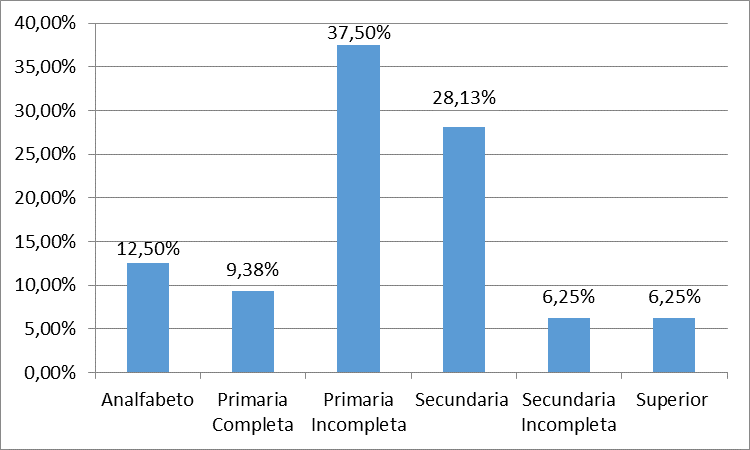 40,00%
35,00%
30,00%
25,00%
20,00%
15,00%
10,00%
5,00%
0,00%
12,50%
9,38%
37,50%
28,13%
6,25%
6,25%
Analfabeto
Primaria
Completa
Primaria
Incompleta
Secundaria
Secundaria
Incompleta
Superior